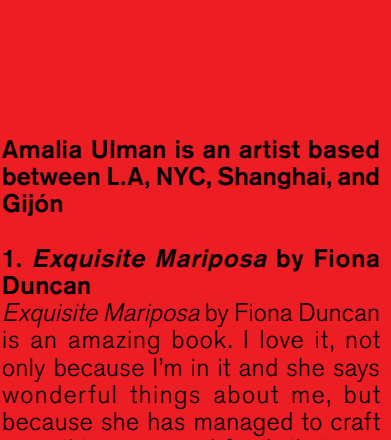 Amalia Ulman is an artist based
between L.A, NYC, Shanghai, and
Gijón
1. Exquisite Mariposa by Fiona
Duncan
Exquisite Mariposa by Fiona Duncan
is an amazing book. I love it, not
only because I'm in it and she says
wonderful things about me, but
because she has managed to craft